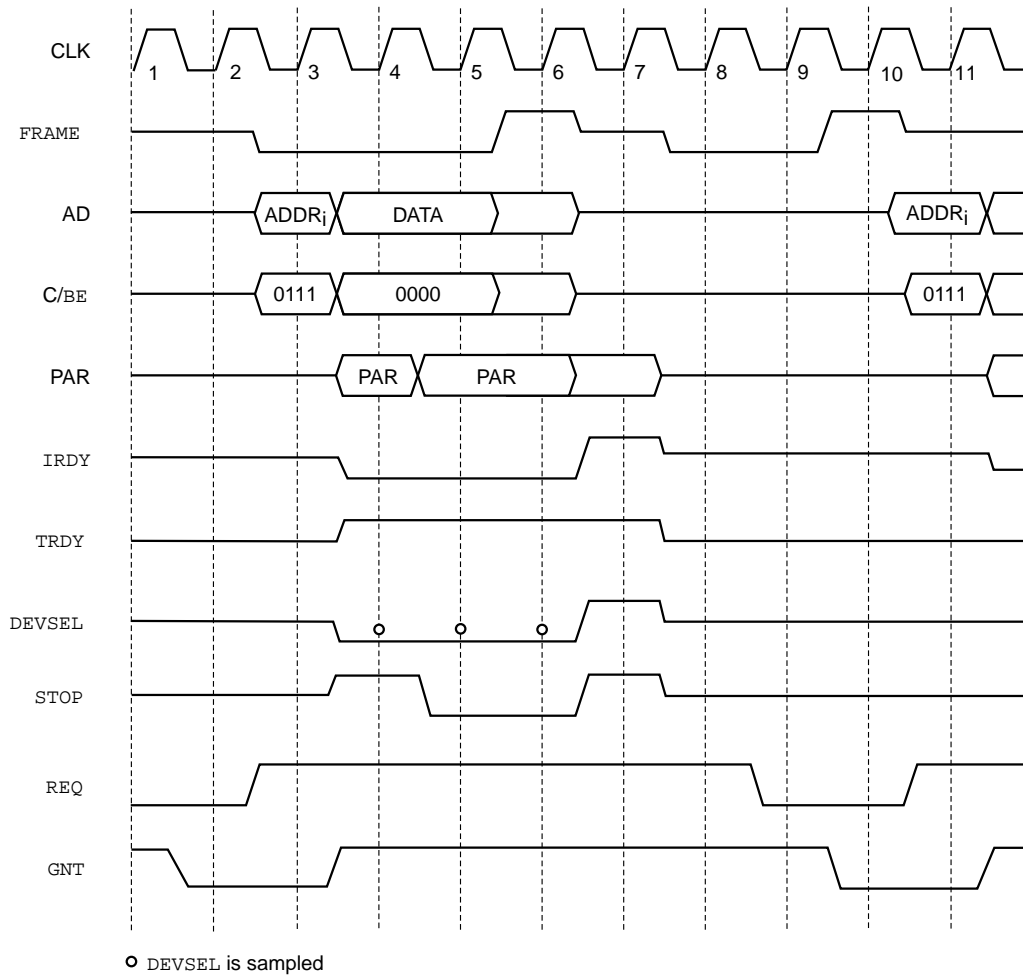 CLK
1 2 3 4 5 6 7 8 9 10 11
FRAME
AD ADDRi DATA ADDRi
C/BE 0111 0000 0111
PAR PAR PAR
IRDY
TRDY
DEVSEL
STOP
REQ
GNT
DEVSEL is sampled